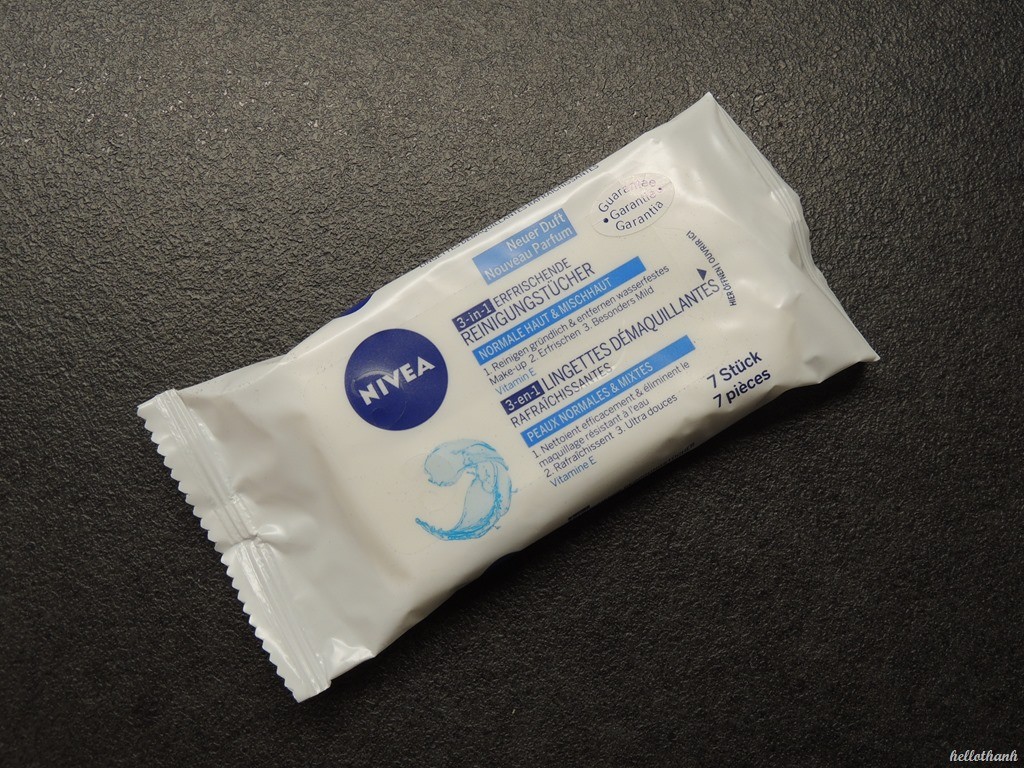 Neuer Duft
Nouveau Parfum
Guarantee
• Garantie •
Garantia
NIVEA
3-in-1 ERFRISCHENDE
REINIGUNGSTÜCHER
NORMALE HAUT & MISCHHAUT
1. Reinigen gründlich & entfernen wasserfestes
Make-up 2. Erfrischen 3. Besonders Mild
Vitamin E
3-en-1 LINGETTES DÉMAQUILLANTES
RAFRAÎCHISSANTES
PEAUX NORMALES & MIXTES
1. Nettoient efficacement & éliminent le
maquillage résistant à l'eau
2. Rafraîchissent 3. Ultra douces
Vitamine E
HIER ÖFFNEN | OUVRIR ICI
7 Stück
7 pièces
hellothanh